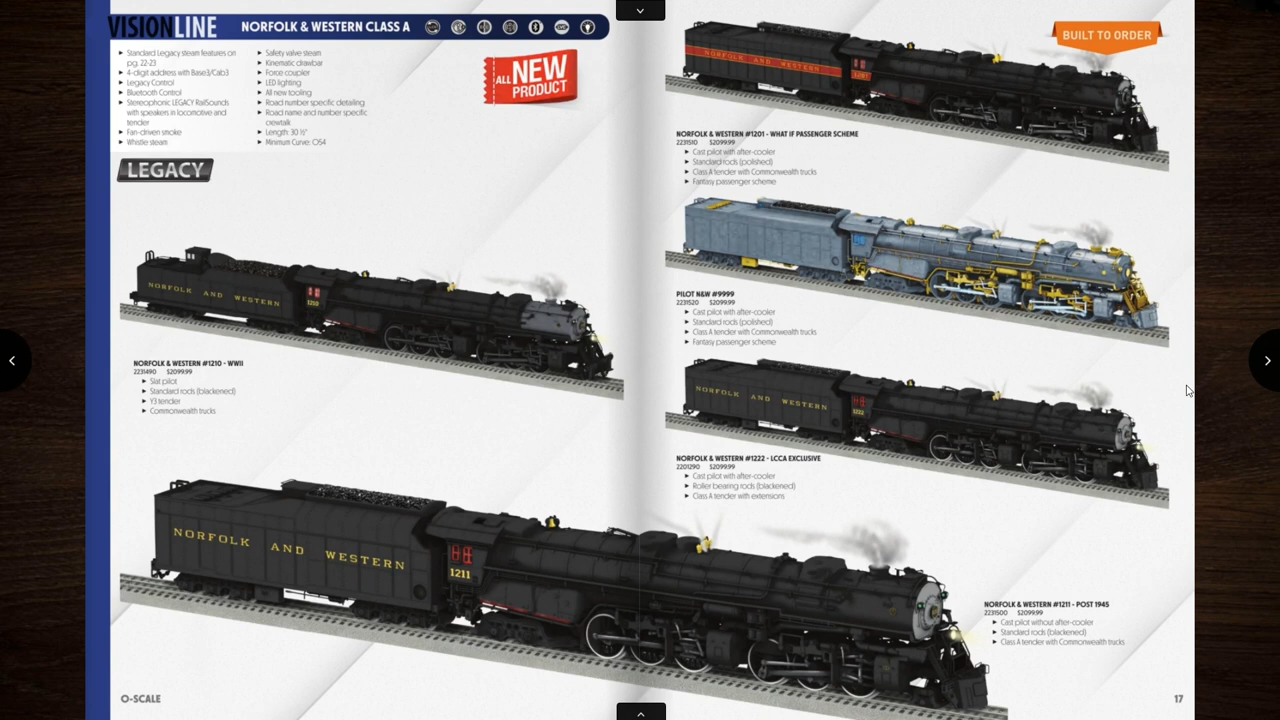 VISIONLINE NORFOLK & WESTERN CLASS A
► Standard Legacy steam features on
pg. 22-23
► 4-digit address with Base3/Cab3
► Legacy Control
► Bluetooth Control
► Stereophonic LEGACY RailSounds
with speakers in locomotive and
tender
► Fan-driven smoke
► Whistle steam
► Safety valve steam
► Kinematic drawbar
► Force coupler
► LED lighting
► All new tooling
► Road number specific detailing
► Road name and number specific
crewtalk
► Length: 30 ½"
► Minimum Curve: O54
ALL NEW
PRODUCT
LEGACY
NORFOLK AND WESTERN
1210
NORFOLK & WESTERN #1210 - WWII
2231490 $2099.99
► Slat pilot
► Standard rods (blackened)
► Y3 tender
► Commonwealth trucks
BUILT TO ORDER
NORFOLK AND WESTERN
1201
NORFOLK & WESTERN #1201 - WHAT IF PASSENGER SCHEME
2231510 $2099.99
► Cast pilot with after-cooler
► Standard rods (polished)
► Class A tender with Commonwealth trucks
► Fantasy passenger scheme
PILOT N&W #9999
2231520 $2099.99
► Cast pilot with after-cooler
► Standard rods (polished)
► Class A tender with Commonwealth trucks
► Fantasy passenger scheme
NORFOLK AND WESTERN
1222
NORFOLK & WESTERN #1222 - LCCA EXCLUSIVE
2201290 $2099.99
► Cast pilot with after-cooler
► Roller bearing rods (blackened)
► Class A tender with extensions
NORFOLK AND WESTERN
1211
NORFOLK & WESTERN #1211 - POST 1945
2231500 $2099.99
► Cast pilot without after-cooler
► Standard rods (blackened)
► Class A tender with Commonwealth trucks
O-SCALE
17